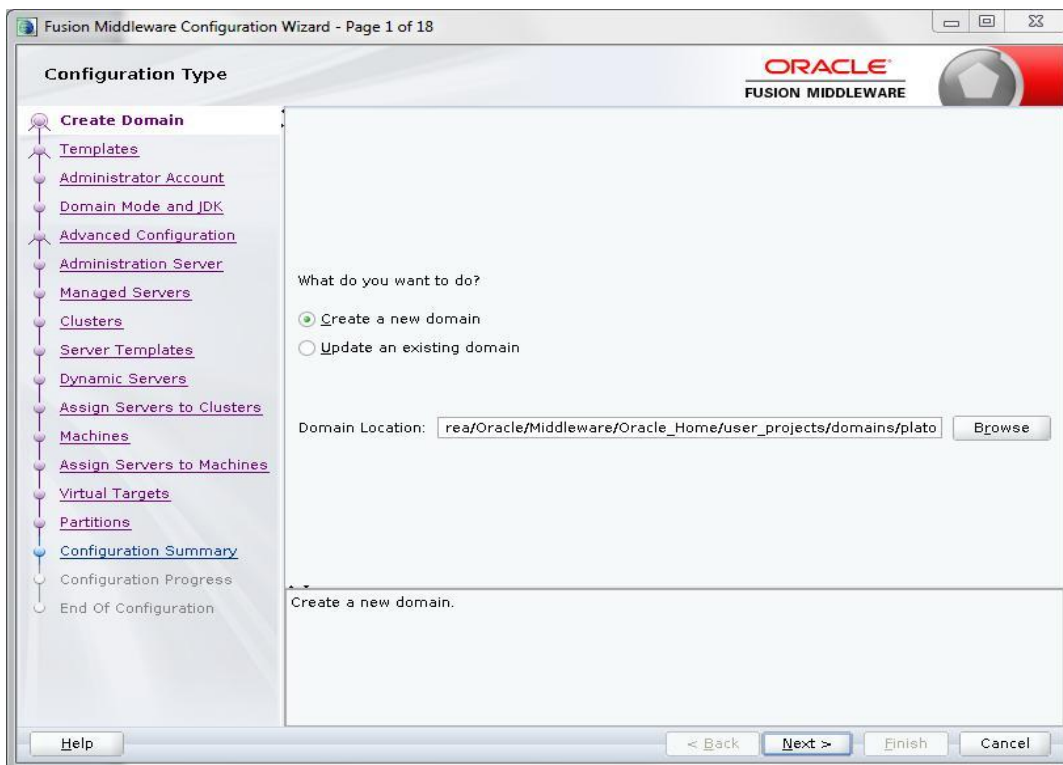 Fusion Middleware Configuration Wizard - Page 1 of 18
Configuration Type
ORACLE
FUSION MIDDLEWARE
Create Domain
Templates
Administrator Account
Domain Mode and JDK
Advanced Configuration
Administration Server
Managed Servers
Clusters
Server Templates
Dynamic Servers
Assign Servers to Clusters
Machines
Assign Servers to Machines
Virtual Targets
Partitions
Configuration Summary
Configuration Progress
End Of Configuration
What do you want to do?
Create a new domain
Update an existing domain
Domain Location: rea/Oracle/Middleware/Oracle_Home/user_projects/domains/plato Browse
Create a new domain.
Help < Back Next > Finish Cancel